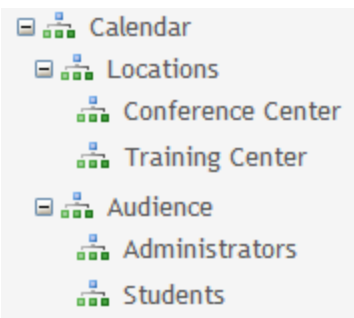 Calendar
Locations
Conference Center
Training Center
Audience
Administrators
Students